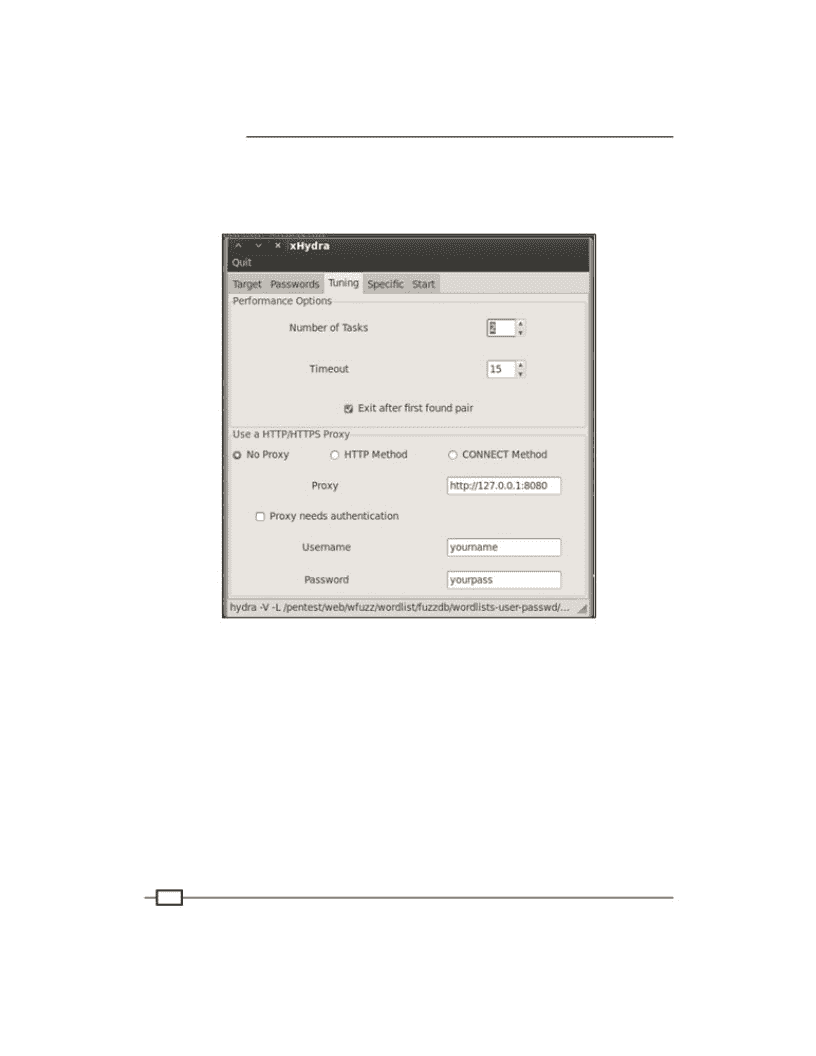 xHydra
Quit
Target Passwords Tuning Specific Start
Performance Options
Number of Tasks 2
Timeout 15
Exit after first found pair
Use a HTTP/HTTPS Proxy
No Proxy HTTP Method CONNECT Method
Proxy http://127.0.0.1:8080
Proxy needs authentication
Username yourname
Password yourpass
hydra -V -L /pentest/web/wfuzz/wordlist/fuzzdb/wordlists-user-passwd/...